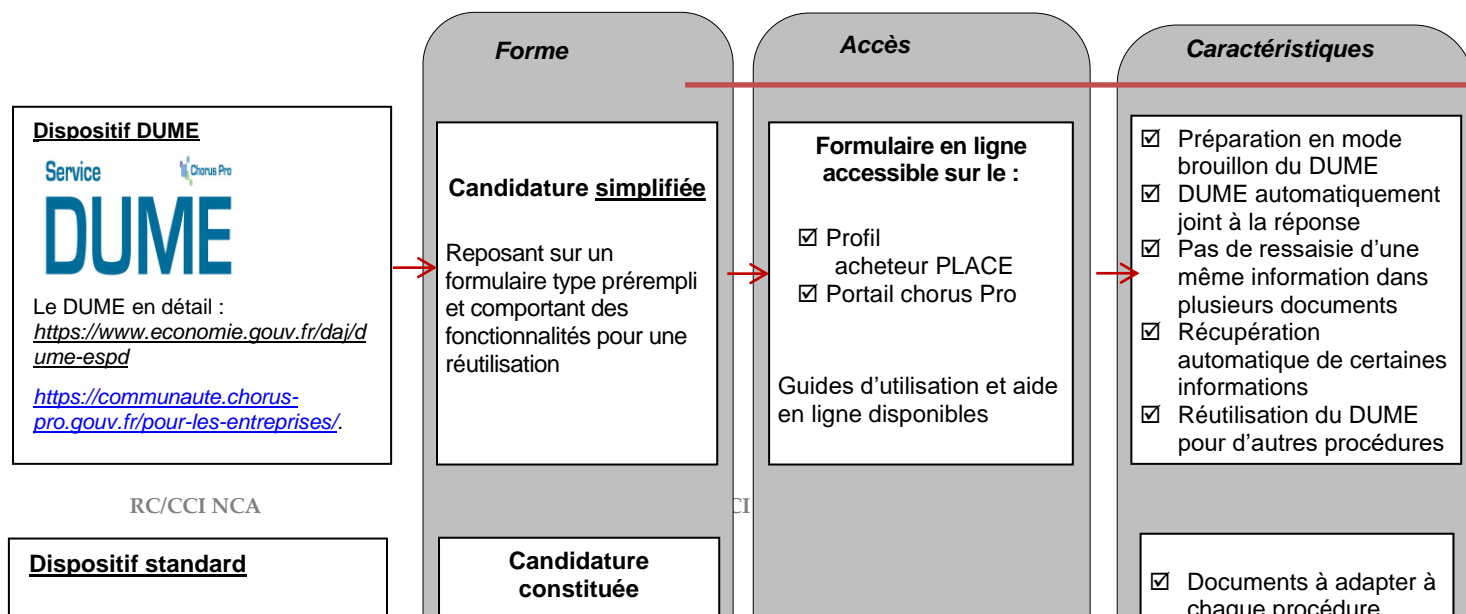 Forme
Accès
Caractéristiques
Dispositif DUME
Service
Chorus Pro
DUME
Le DUME en détail :
https://www.economie.gouv.fr/daj/d
ume-espd
https://communaute.chorus-
pro.gouv.fr/pour-les-entreprises/.
Candidature simplifiée
Reposant sur un
formulaire type prérempli
et comportant des
fonctionnalités pour une
réutilisation
Formulaire en ligne
accessible sur le :
☑ Profil
acheteur PLACE
☑ Portail chorus Pro
Guides d’utilisation et aide
en ligne disponibles
☑ Préparation en mode
brouillon du DUME
☑ DUME automatiquement
joint à la réponse
☑ Pas de ressaisie d’une
même information dans
plusieurs documents
☑ Récupération
automatique de certaines
informations
☑ Réutilisation du DUME
pour d’autres procédures
RC/CCI NCA
CI
Dispositif standard
Candidature
constituée
☑ Documents à adapter à
chaque procédure